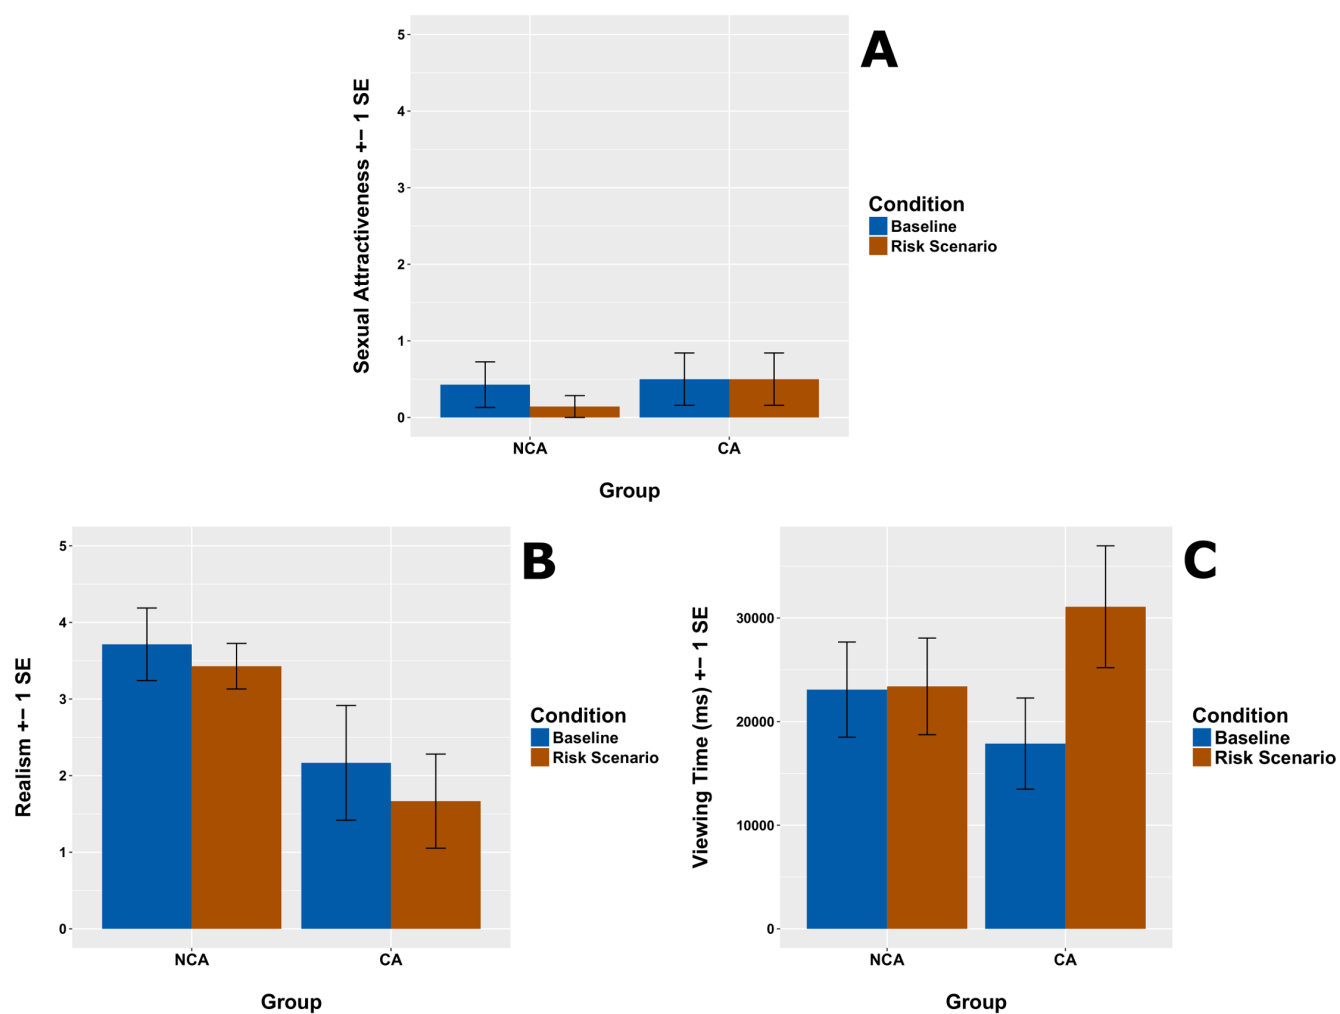 A
Sexual Attractiveness +− 1 SE
5
4
3
2
1
0
NCA CA
Group
Condition
Baseline
Risk Scenario
B
Realism +− 1 SE
5
4
3
2
1
0
NCA CA
Group
Condition
Baseline
Risk Scenario
C
Viewing Time (ms) +− 1 SE
30000
20000
10000
0
NCA CA
Group
Condition
Baseline
Risk Scenario